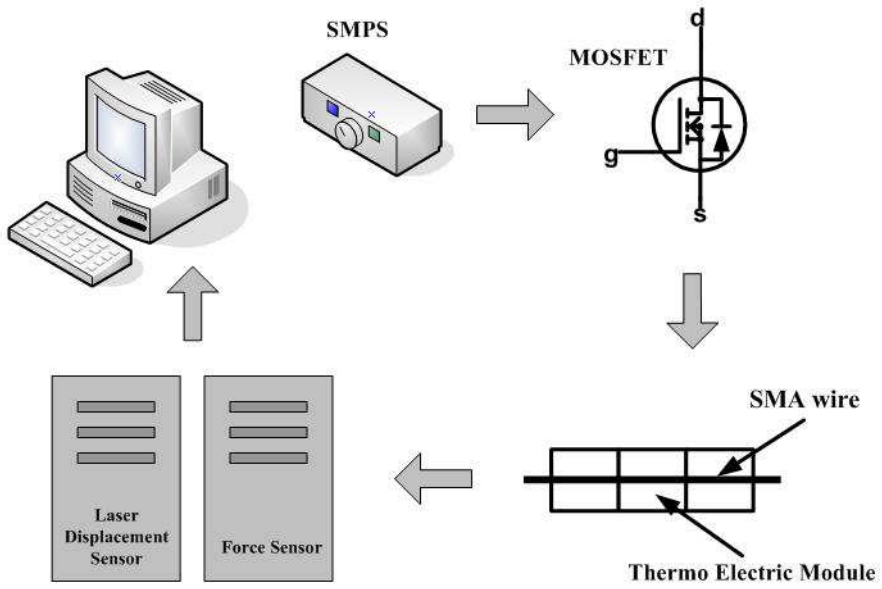 SMPS
MOSFET
d
g
s
SMA wire
Thermo Electric Module
Laser
Displacement
Sensor
Force Sensor